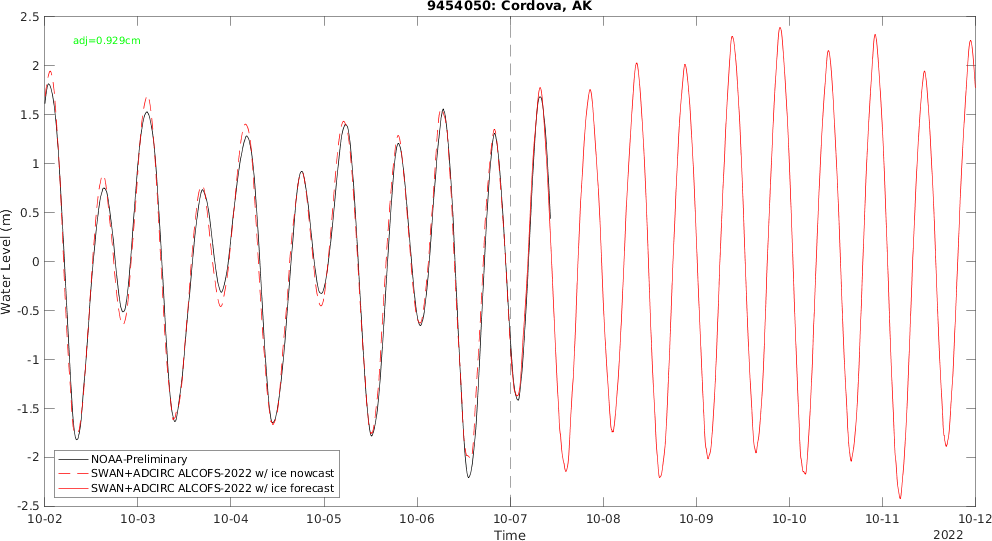 9454050: Cordova, AK
adj=0.929cm
Water Level (m)
2.5
2
1.5
1
0.5
0
-0.5
-1
-1.5
-2
-2.5
NOAA-Preliminary
SWAN+ADCIRC ALCOFS-2022 w/ ice nowcast
SWAN+ADCIRC ALCOFS-2022 w/ ice forecast
10-02 10-03 10-04 10-05 10-06 10-07 10-08 10-09 10-10 10-11 10-12
Time
2022